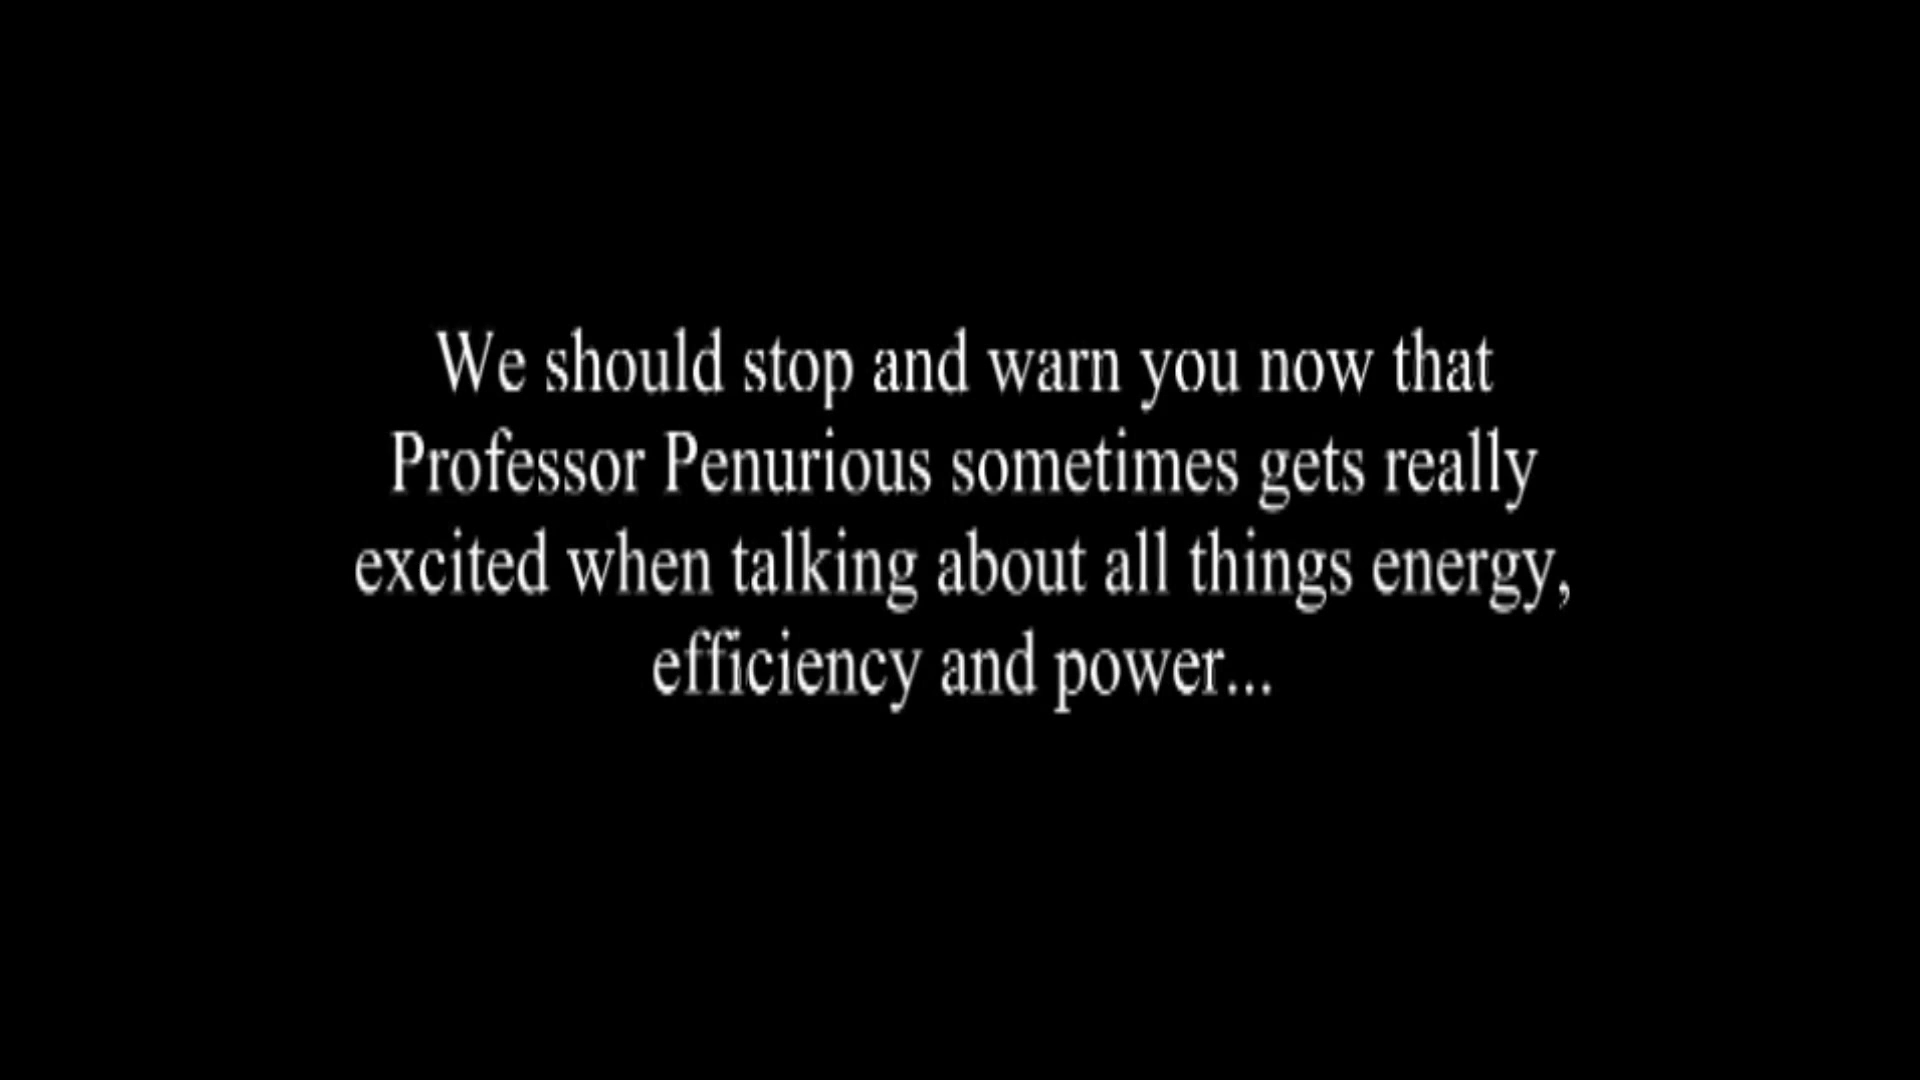 We should stop and warn you now that
Professor Penurious sometimes gets really
excited when talking about all things energy,
efficiency and power...